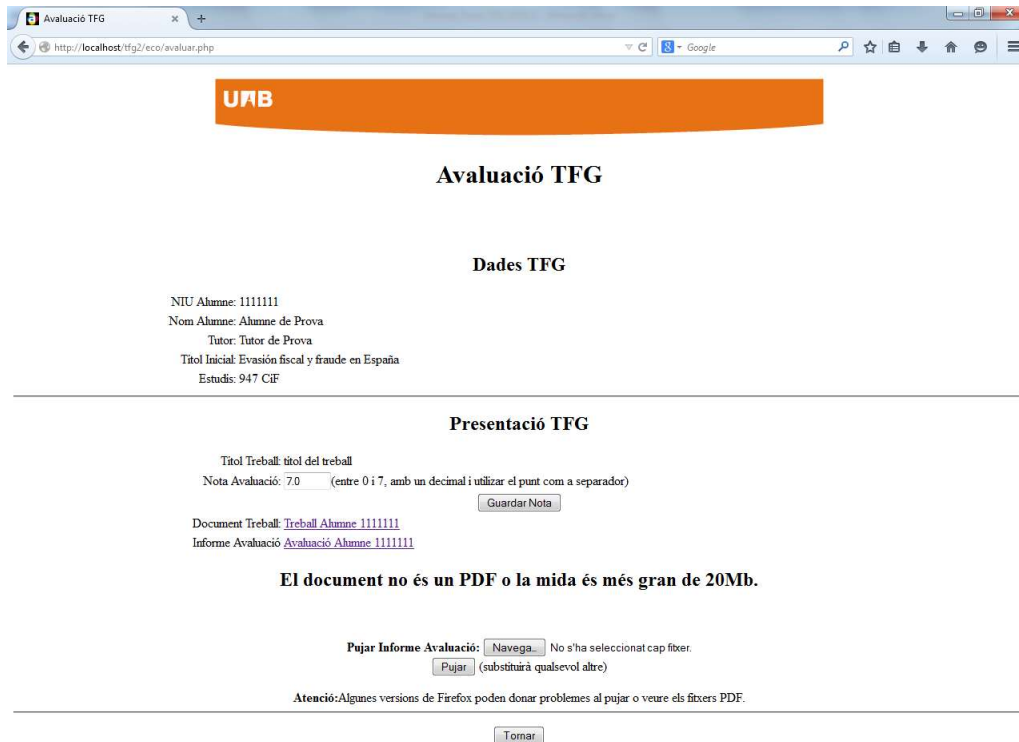 Avaluació TFG
http://localhost/tfg2/eco/avaluar.php
Google
UAB
Avaluació TFG
Dades TFG
NIU Alumne: 1111111
Nom Alumne: Alumne de Prova
Tutor: Tutor de Prova
Titol Inicial: Evasión fiscal y fraude en España
Estudis: 947 CiF
Presentació TFG
Titol Treball: titol del treball
Nota Avaluació: 7.0 (entre 0 i 7, amb un decimal i utilizar el punt com a separador)
Guardar Nota
Document Treball: Treball Alumne 1111111
Informe Avaluació Avaluació Alumne 1111111
El document no és un PDF o la mida és més gran de 20Mb.
Pujar Informe Avaluació: Navega... No s'ha seleccionat cap fitxer.
Pujar (substituirà qualsevol altre)
Atenció:Algunes versions de Firefox poden donar problemes al pujar o veure els fitxers PDF.
Tornar